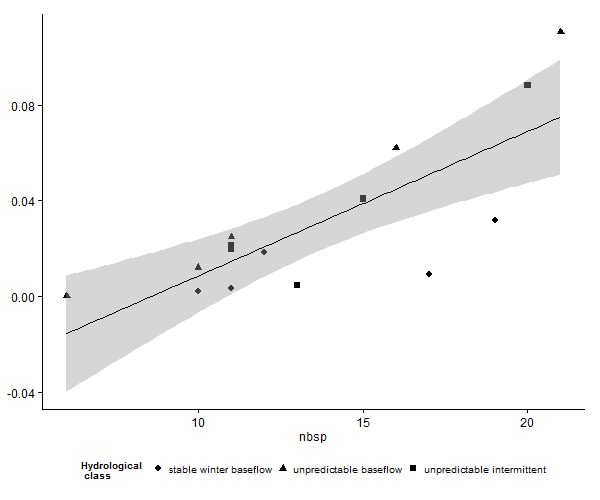 0.08
0.04
0.00
-0.04
10 15 20
nbsp
Hydrological
class
stable winter baseflow unpredictable baseflow unpredictable intermittent